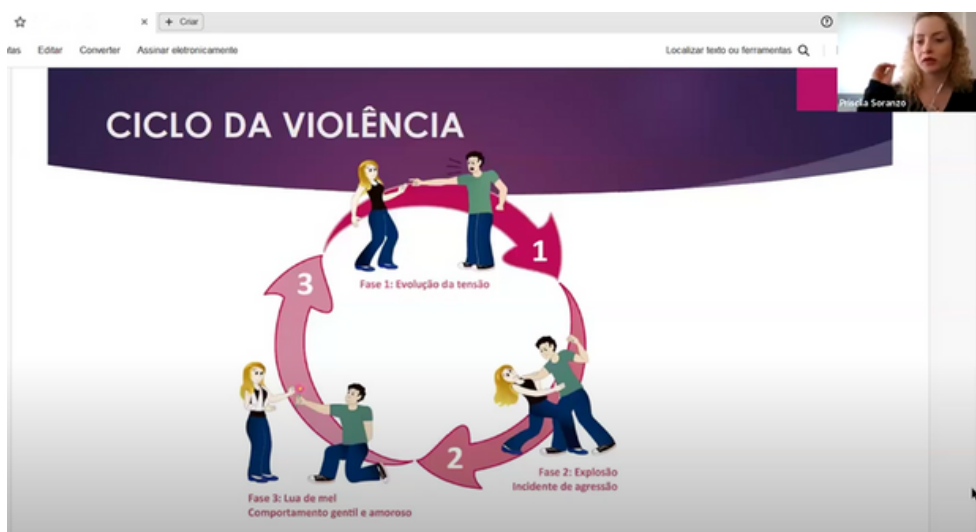 × + Criar
Editar Converter Assinar eletronicamente
Localizar texto ou ferramentas
Priscila Soranzo
CICLO DA VIOLÊNCIA
1
Fase 1: Evolução da tensão
3
2
Fase 2: Explosão
Incidente de agressão
Fase 3: Lua de mel
Comportamento gentil e amoroso